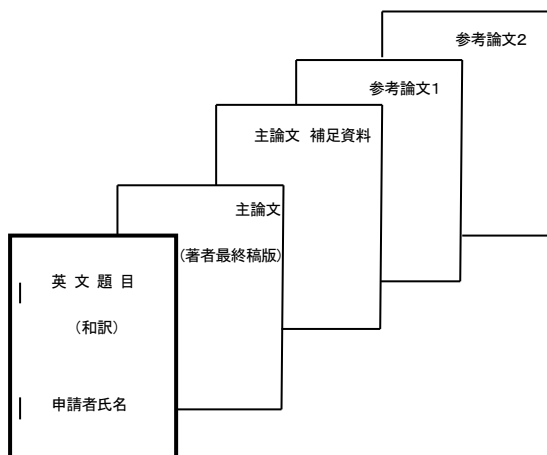 参考論文２
参考論文１
主論文 補足資料
主論文
(著者最終稿版)
英 文 題 目
（和訳）
申請者氏名